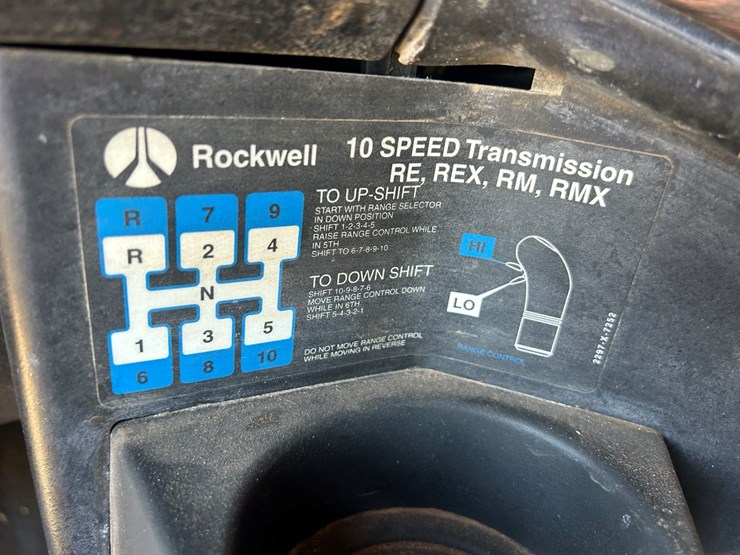 Rockwell
10 SPEED Transmission
RE, REX, RM, RMX
R 7 9
R 2 4
N
1 3 5
6 8 10
TO UP-SHIFT
START WITH RANGE SELECTOR
IN DOWN POSITION
SHIFT 1-2-3-4-5
RAISE RANGE CONTROL WHILE
IN 5TH
SHIFT TO 6-7-8-9-10
TO DOWN SHIFT
SHIFT 10-9-8-7-6
MOVE RANGE CONTROL DOWN
WHILE IN 6TH
SHIFT 5-4-3-2-1
DO NOT MOVE RANGE CONTROL
WHILE MOVING IN REVERSE
HI
LO
RANGE CONTROL
2297-X-7252